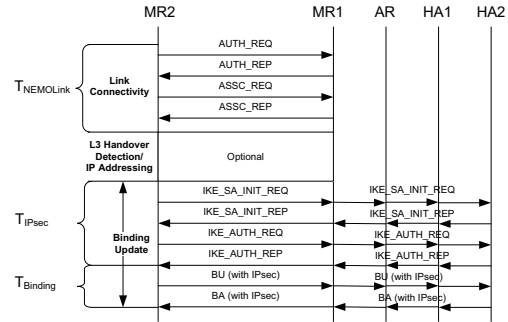 MR2 MR1 AR HA1 HA2
AUTH_REQ
AUTH_REP
TNEMOLink
Link
Connectivity
ASSC_REQ
ASSC_REP
L3 Handover
Detection/
IP Addressing
Optional
IKE_SA_INIT_REQ IKE_SA_INIT_REQ
IKE_SA_INIT_REP IKE_SA_INIT_REP
TIPsec
Binding
Update
IKE_AUTH_REQ IKE_AUTH_REQ
IKE_AUTH_REP IKE_AUTH_REP
TBinding
BU (with IPsec) BU (with IPsec)
BA (with IPsec) BA (with IPsec)